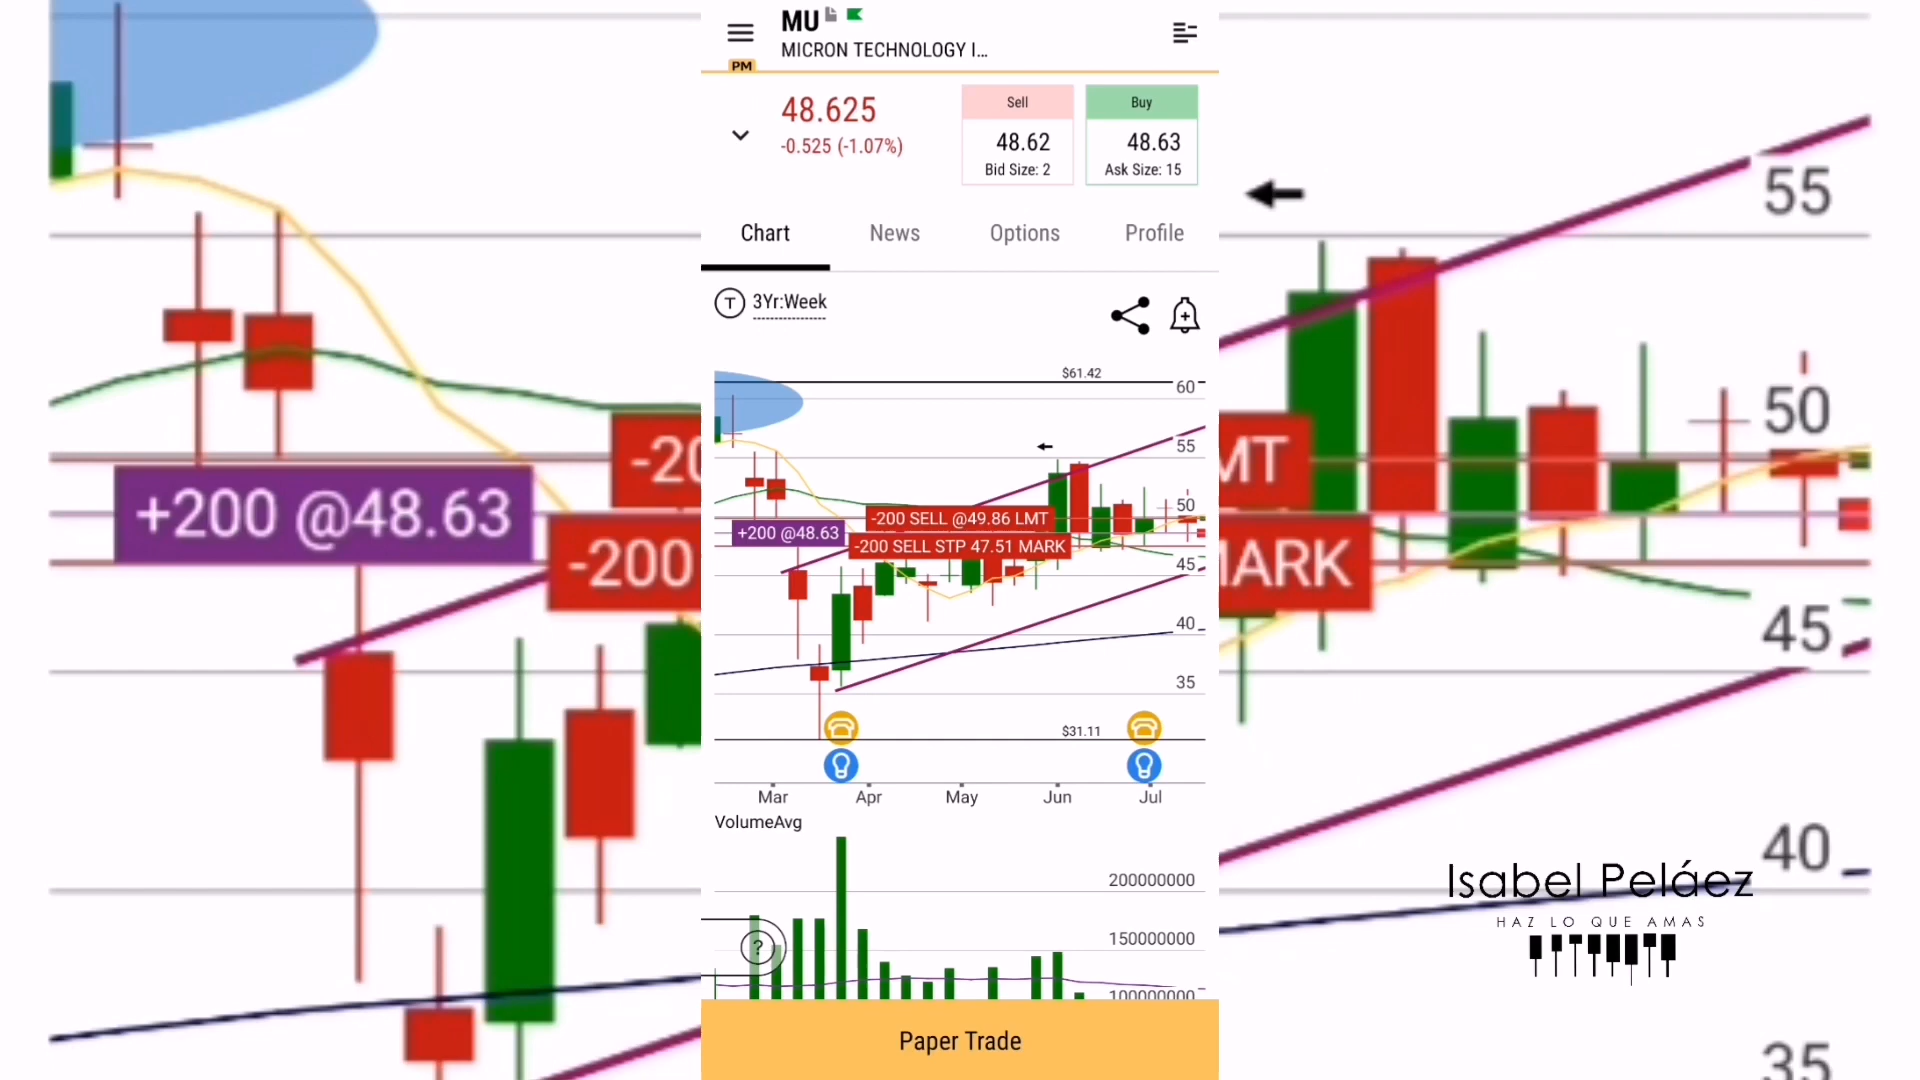 MU
MICRON TECHNOLOGY I...
PM
48.625
-0.525 (-1.07%)
Sell
48.62
Bid Size: 2
Buy
48.63
Ask Size: 15
Chart
News
Options
Profile
T
3Yr:Week
$61.42
60
55
50
45
40
35
-200 SELL @49.86 LMT
+200 @48.63
-200 SELL STP 47.51 MARK
$31.11
Mar
Apr
May
Jun
Jul
VolumeAvg
200000000
150000000
100000000
?
Paper Trade
+200 @48.63
-20
-200
MT
MARK
55
50
45
40
35
Isabel Peláez
HAZ LO QUE AMAS